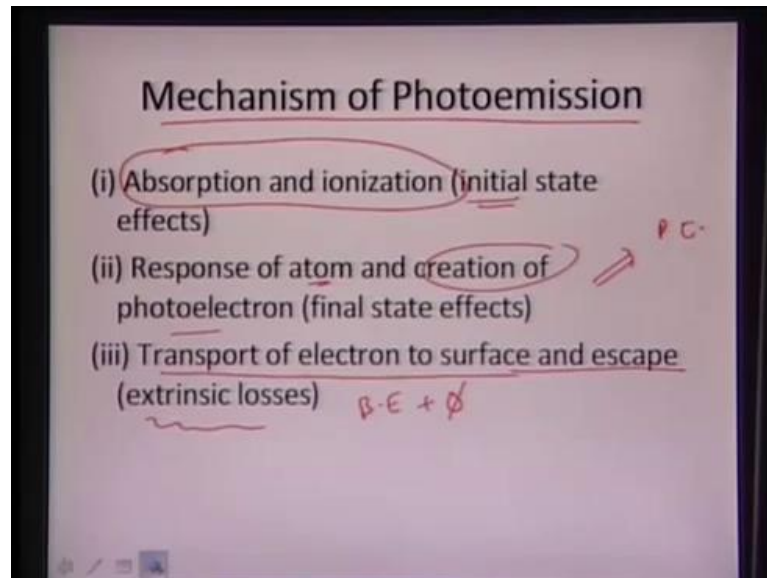 Mechanism of Photoemission
(i) Absorption and ionization (initial state
effects)
P E-
(ii) Response of atom and creation of
photoelectron (final state effects)
(iii) Transport of electron to surface and escape
(extrinsic losses) B.E + Ø